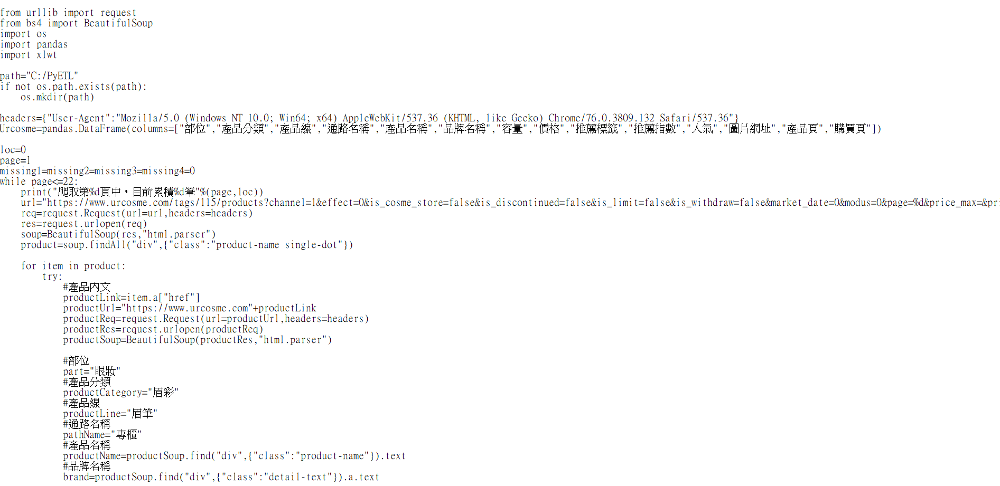 from urllib import request
from bs4 import BeautifulSoup
import os
import pandas
import xlwt

path="C:/PyETL"
if not os.path.exists(path):
    os.mkdir(path)

headers={"User-Agent":"Mozilla/5.0 (Windows NT 10.0; Win64; x64) AppleWebKit/537.36 (KHTML, like Gecko) Chrome/76.0.3809.132 Safari/537.36"}
Urcosme=pandas.DataFrame(columns=["部位","產品分類","產品線","通路名稱","產品名稱","品牌名稱","容量","價格","推薦標籤","推薦指數","人氣","圖片網址","產品頁","購買頁"])

loc=0
page=1
missing1=missing2=missing3=missing4=0
while page<=22:
    print("爬取第%d頁中，目前累積%d筆"%(page,loc))
    url="https://www.urcosme.com/tags/115/products?channel=1&effect=0&is_cosme_store=false&is_discontinued=false&is_limit=false&is_withdraw=false&market_date=0&modus=0&page=%d&price_max=&pri
    req=request.Request(url=url,headers=headers)
    res=request.urlopen(req)
    soup=BeautifulSoup(res,"html.parser")
    product=soup.findAll("div",{"class":"product-name single-dot"})

    for item in product:
        try:
            #產品內文
            productLink=item.a["href"]
            productUrl="https://www.urcosme.com"+productLink
            productReq=request.Request(url=productUrl,headers=headers)
            productRes=request.urlopen(productReq)
            productSoup=BeautifulSoup(productRes,"html.parser")

            #部位
            part="眼妝"
            #產品分類
            productCategory="眉彩"
            #產品線
            productLine="眉筆"
            #通路名稱
            pathName="專櫃"
            #產品名稱
            productName=productSoup.find("div",{"class":"product-name"}).text
            #品牌名稱
            brand=productSoup.find("div",{"class":"detail-text"}).a.text